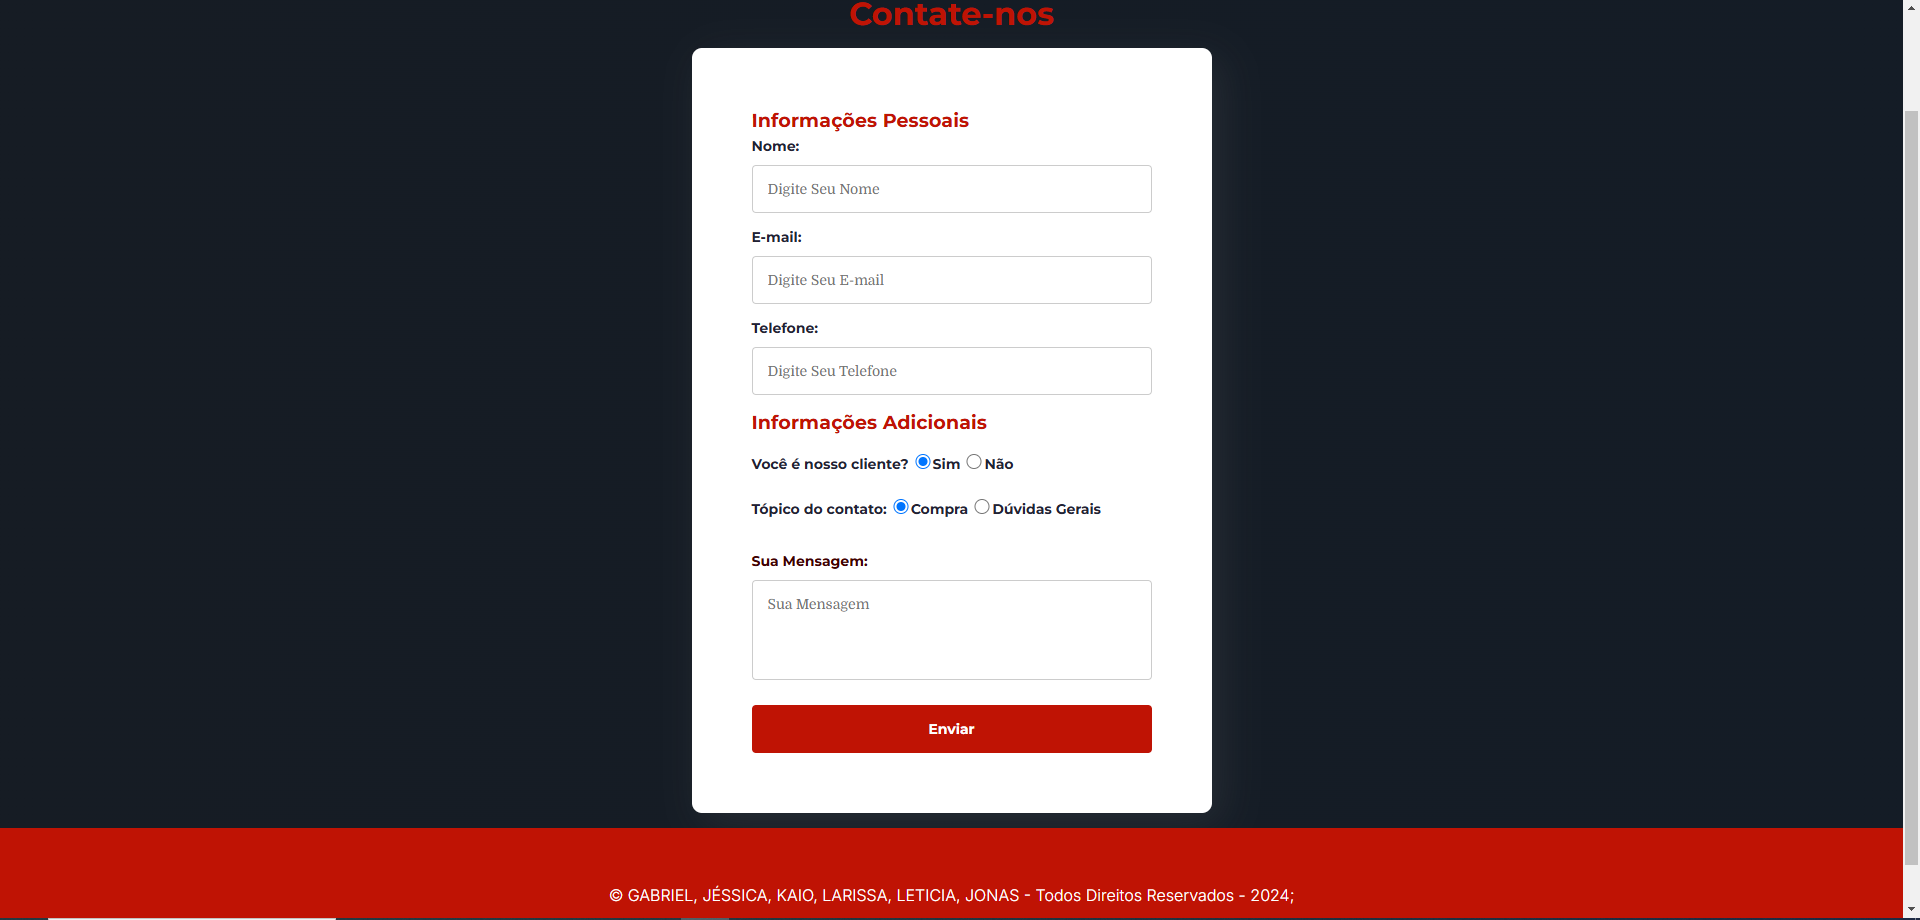 Contate-nos
Informações Pessoais
Nome:
Digite Seu Nome
E-mail:
Digite Seu E-mail
Telefone:
Digite Seu Telefone
Informações Adicionais
Você é nosso cliente? Sim Não
Tópico do contato: Compra Dúvidas Gerais
Sua Mensagem:
Sua Mensagem
Enviar
© GABRIEL, JÉSSICA, KAIO, LARISSA, LETICIA, JONAS - Todos Direitos Reservados - 2024;